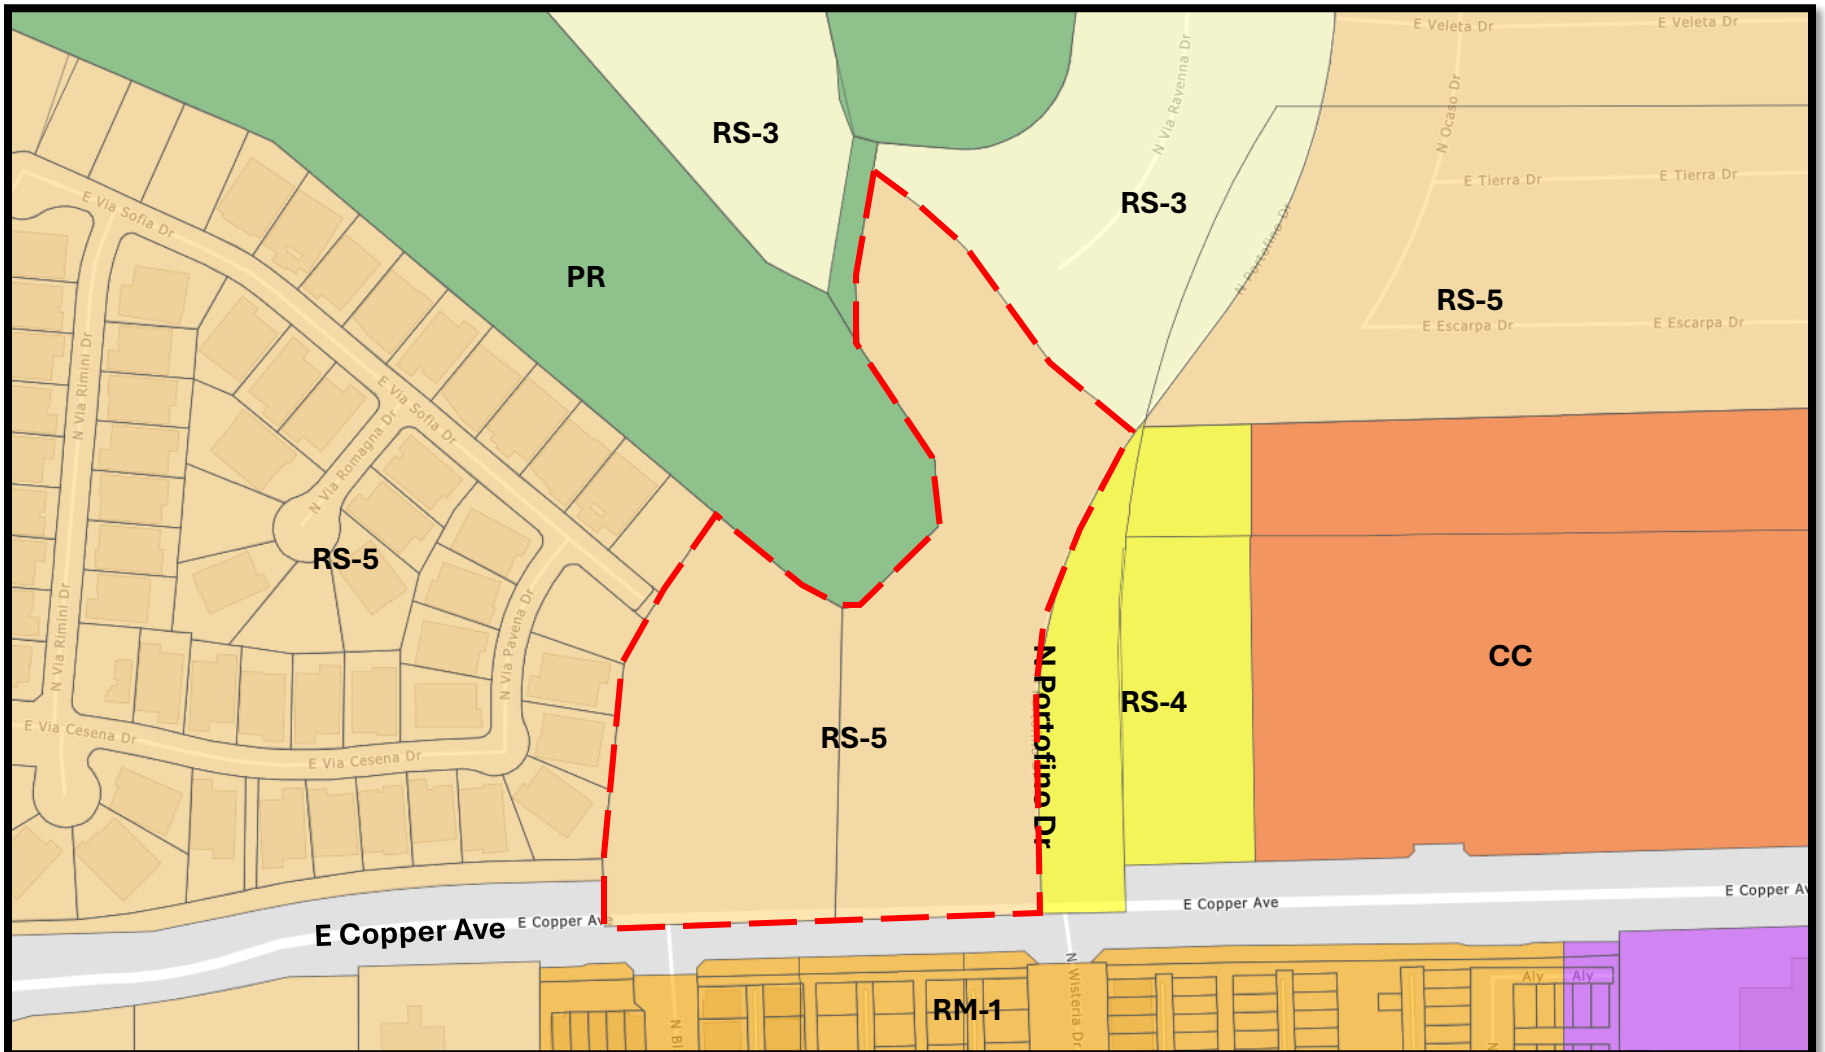 E Veleta Dr
E Veleta Dr
N Via Ravenna Dr
RS-3
N Ocaso Dr
E Tierra Dr
E Tierra Dr
E Via Sofia Dr
RS-3
N Portofino Dr
PR
RS-5
E Escarpa Dr
E Escarpa Dr
N Via Rimini Dr
E Via Sofia Dr
N Via Romagna Dr
RS-5
N Via Rimini Dr
N Via Pavena Dr
CC
N Portofino Dr
RS-4
RS-5
E Via Cesena Dr
E Via Cesena Dr
E Copper Ave
E Copper Ave
E Copper Ave
E Copper Av
N Wisteria Dr
Aly
Aly
RM-1
N Bl
N